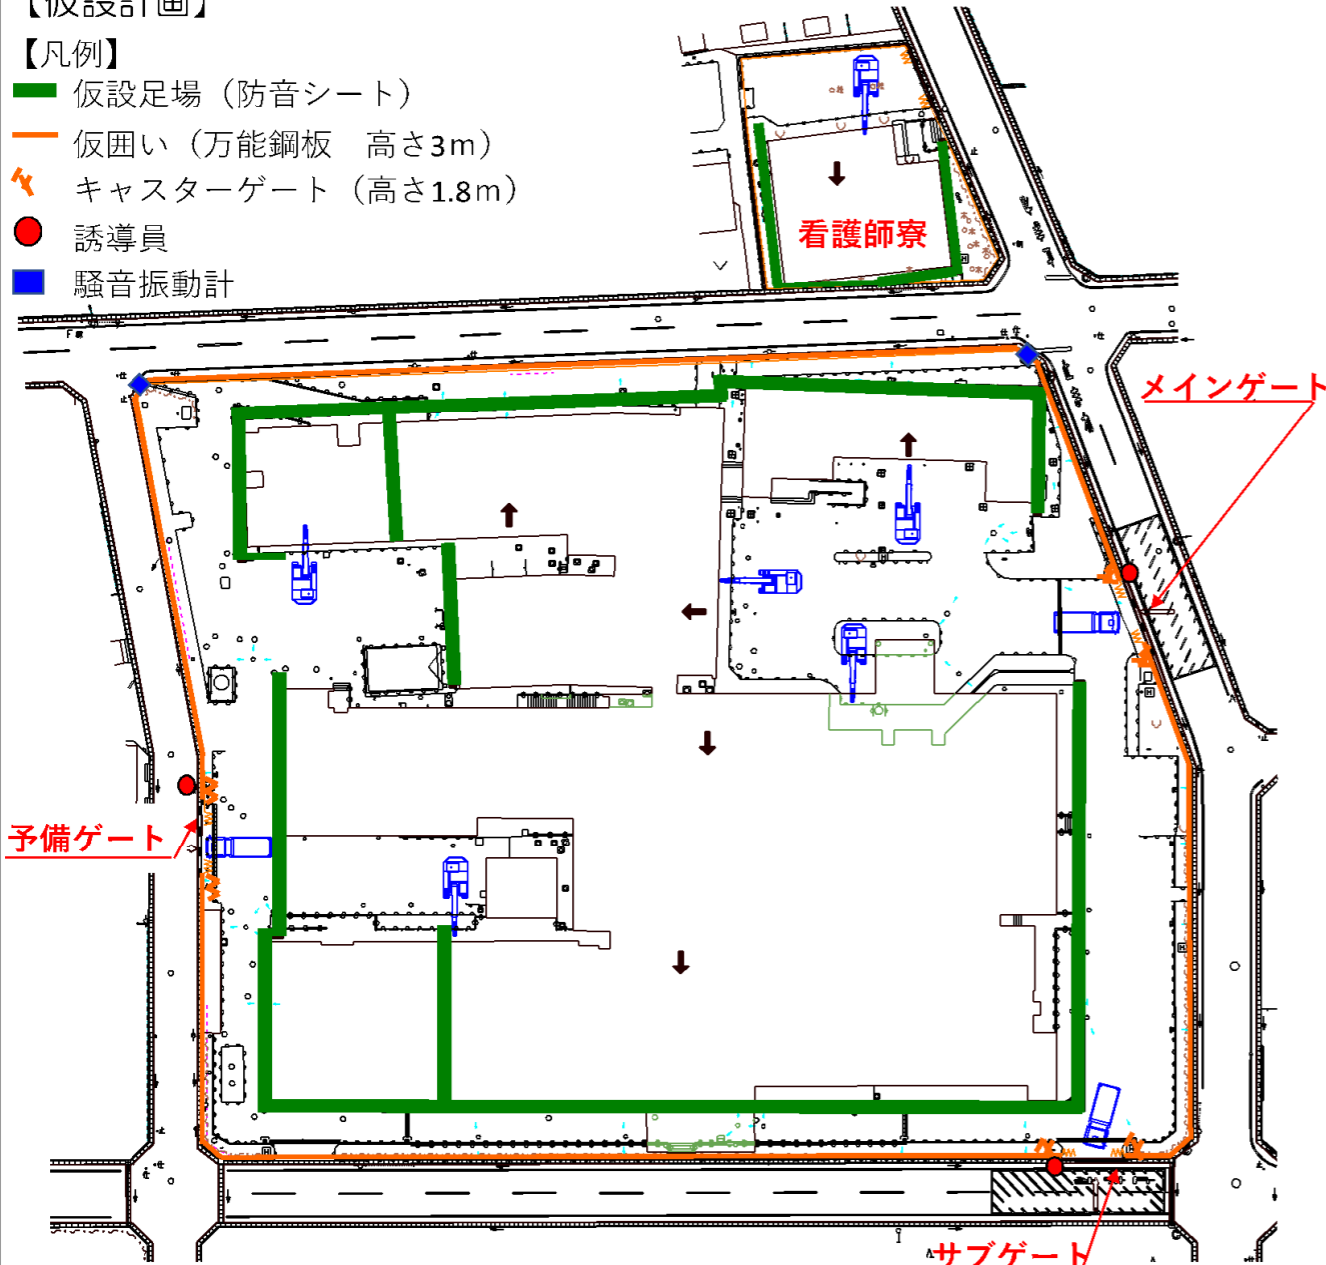 【仮設計画】
【凡例】
仮設足場（防音シート）
仮囲い（万能鋼板　高さ3m）
キャスターゲート（高さ1.8m）
誘導員
騒音振動計
看護師寮
メインゲート
予備ゲート
サブゲート